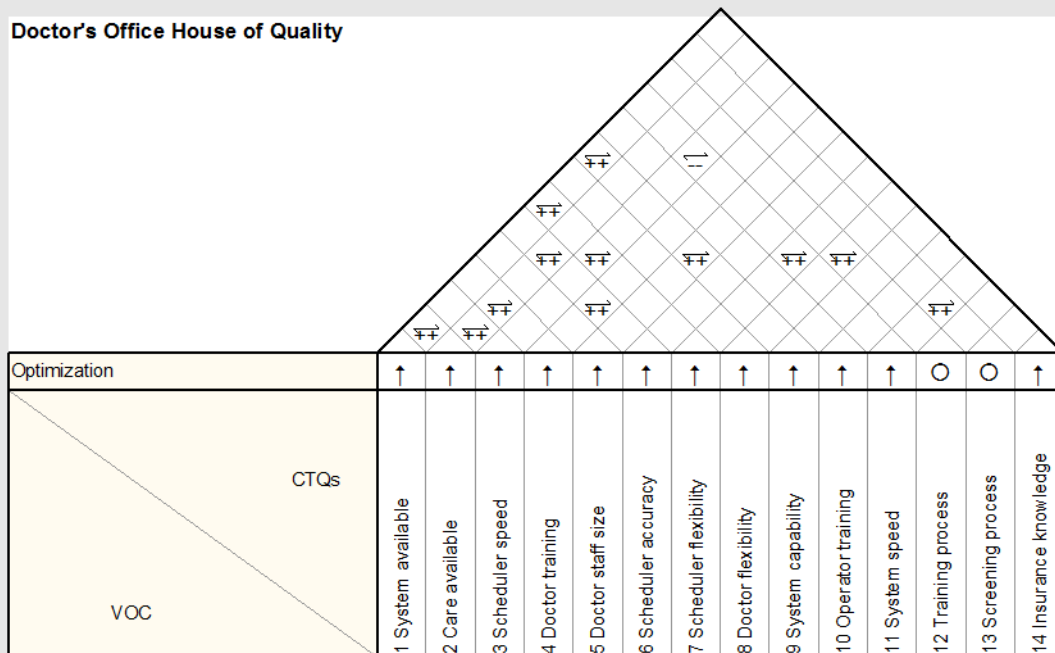 Doctor's Office House of Quality
++
--
++
++
++
++
++
++
++
++
++
++
++
Optimization
↑ ↑ ↑ ↑ ↑ ↑ ↑ ↑ ↑ ↑ ↑ ○ ○ ↑
CTQs
VOC
1 System available
2 Care available
3 Scheduler speed
4 Doctor training
5 Doctor staff size
6 Scheduler accuracy
7 Scheduler flexibility
8 Doctor flexibility
9 System capability
10 Operator training
11 System speed
12 Training process
13 Screening process
14 Insurance knowledge